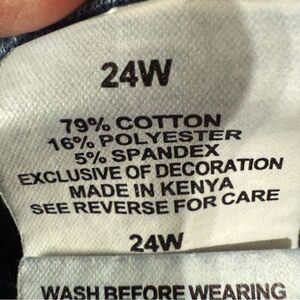 24W
79% COTTON
16% POLYESTER
5% SPANDEX
EXCLUSIVE OF DECORATION
MADE IN KENYA
SEE REVERSE FOR CARE
24W
WASH BEFORE WEARING